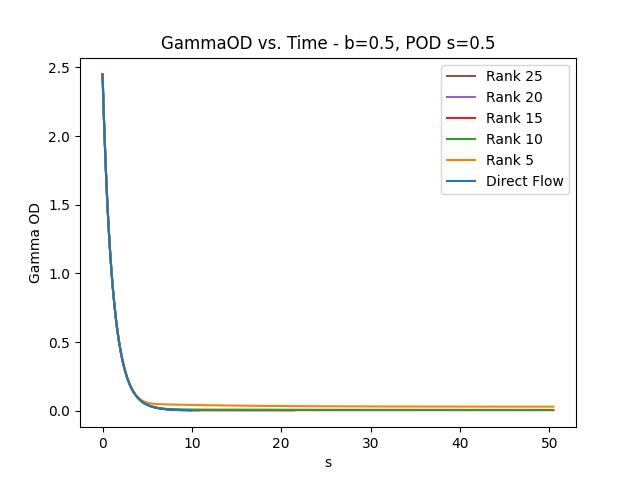 GammaOD vs. Time - b=0.5, POD s=0.5
Rank 25
Rank 20
Rank 15
Rank 10
Rank 5
Direct Flow
2.5
2.0
1.5
1.0
0.5
0.0
Gamma OD
0 10 20 30 40 50
s